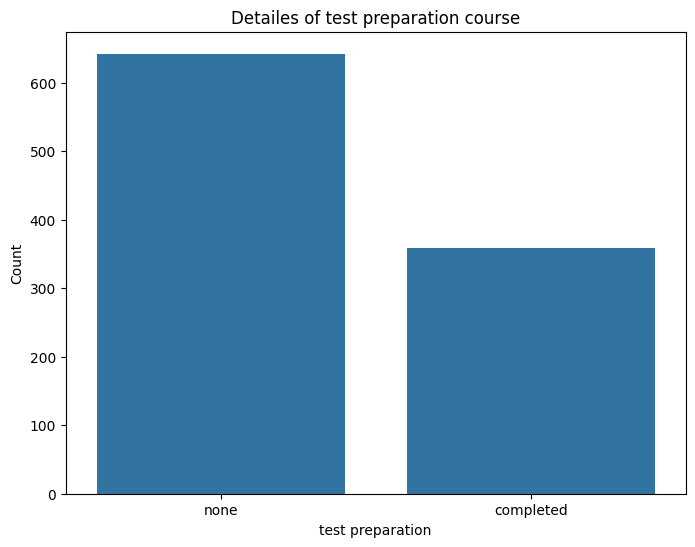 Detailes of test preparation course
600
500
400
300
200
100
0
Count
none completed
test preparation